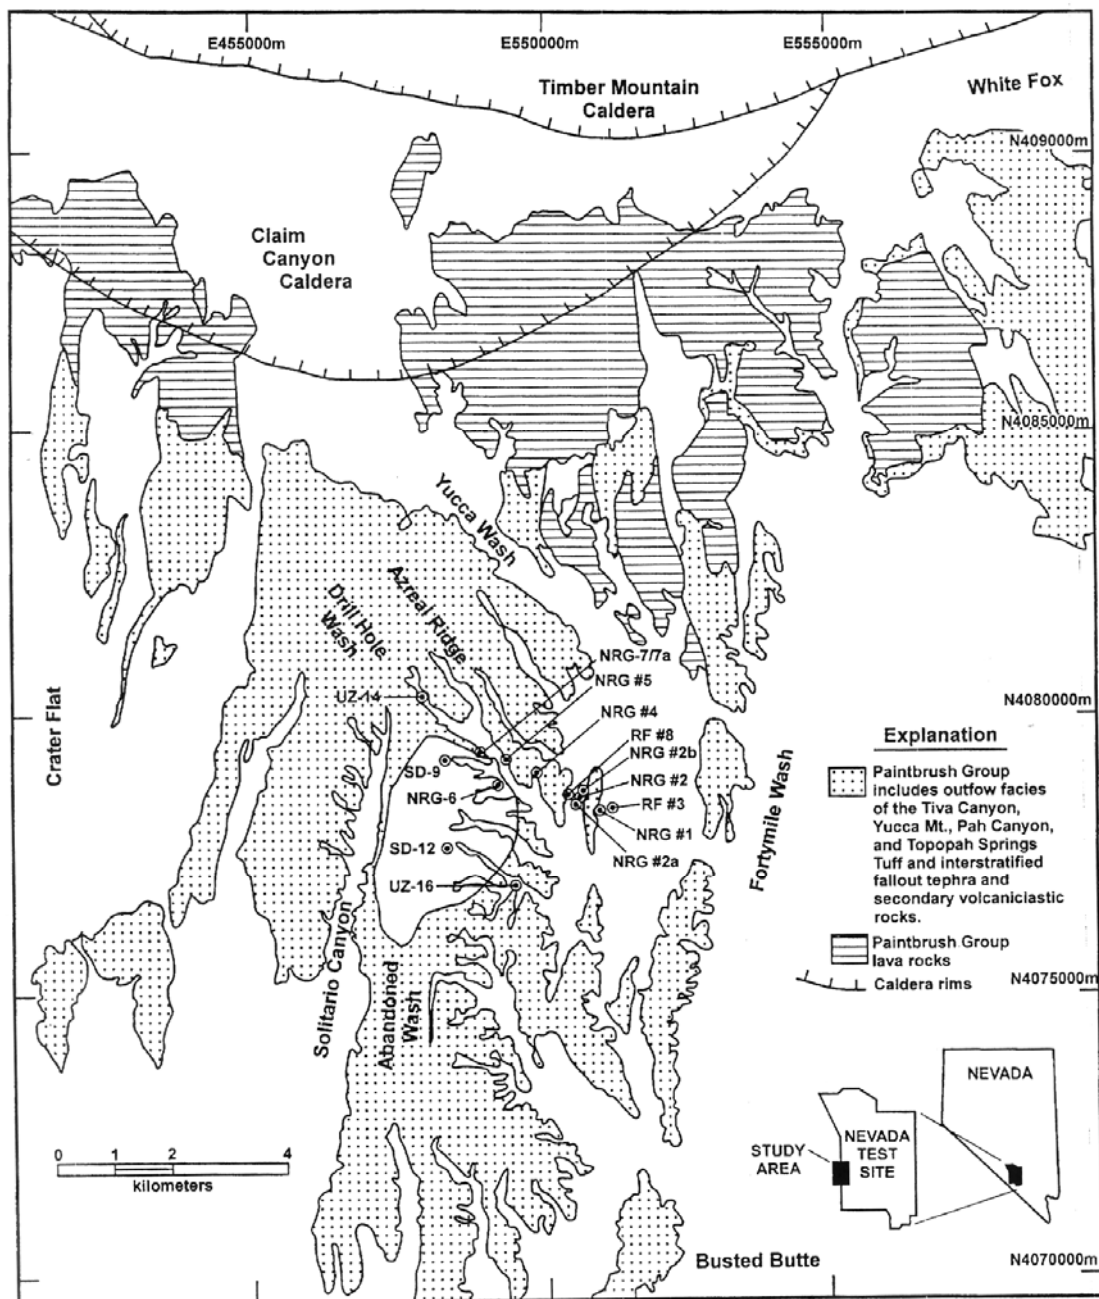 E455000m
E550000m
E555000m
Timber Mountain
Caldera
White Fox
N409000m
Claim
Canyon
Caldera
N4085000m
Yucca Wash
Azreal Ridge
Drill Hole
Wash
NRG-7/7a
NRG #5
UZ-14
NRG #4
N4080000m
Crater Flat
RF #8
NRG #2b
SD-9
NRG #2
NRG-6
RF #3
NRG #1
SD-12
NRG #2a
UZ-16
Fortymile Wash
Explanation
Paintbrush Group
includes outfow facies
of the Tiva Canyon,
Yucca Mt., Pah Canyon,
and Topopah Springs
Tuff and interstratified
fallout tephra and
secondary volcaniclastic
rocks.
Paintbrush Group
lava rocks
Caldera rims
N4075000m
Solitario Canyon
Abandoned
Wash
NEVADA
NEVADA
TEST
SITE
STUDY
AREA
0 1 2 4
kilometers
Busted Butte
N4070000m